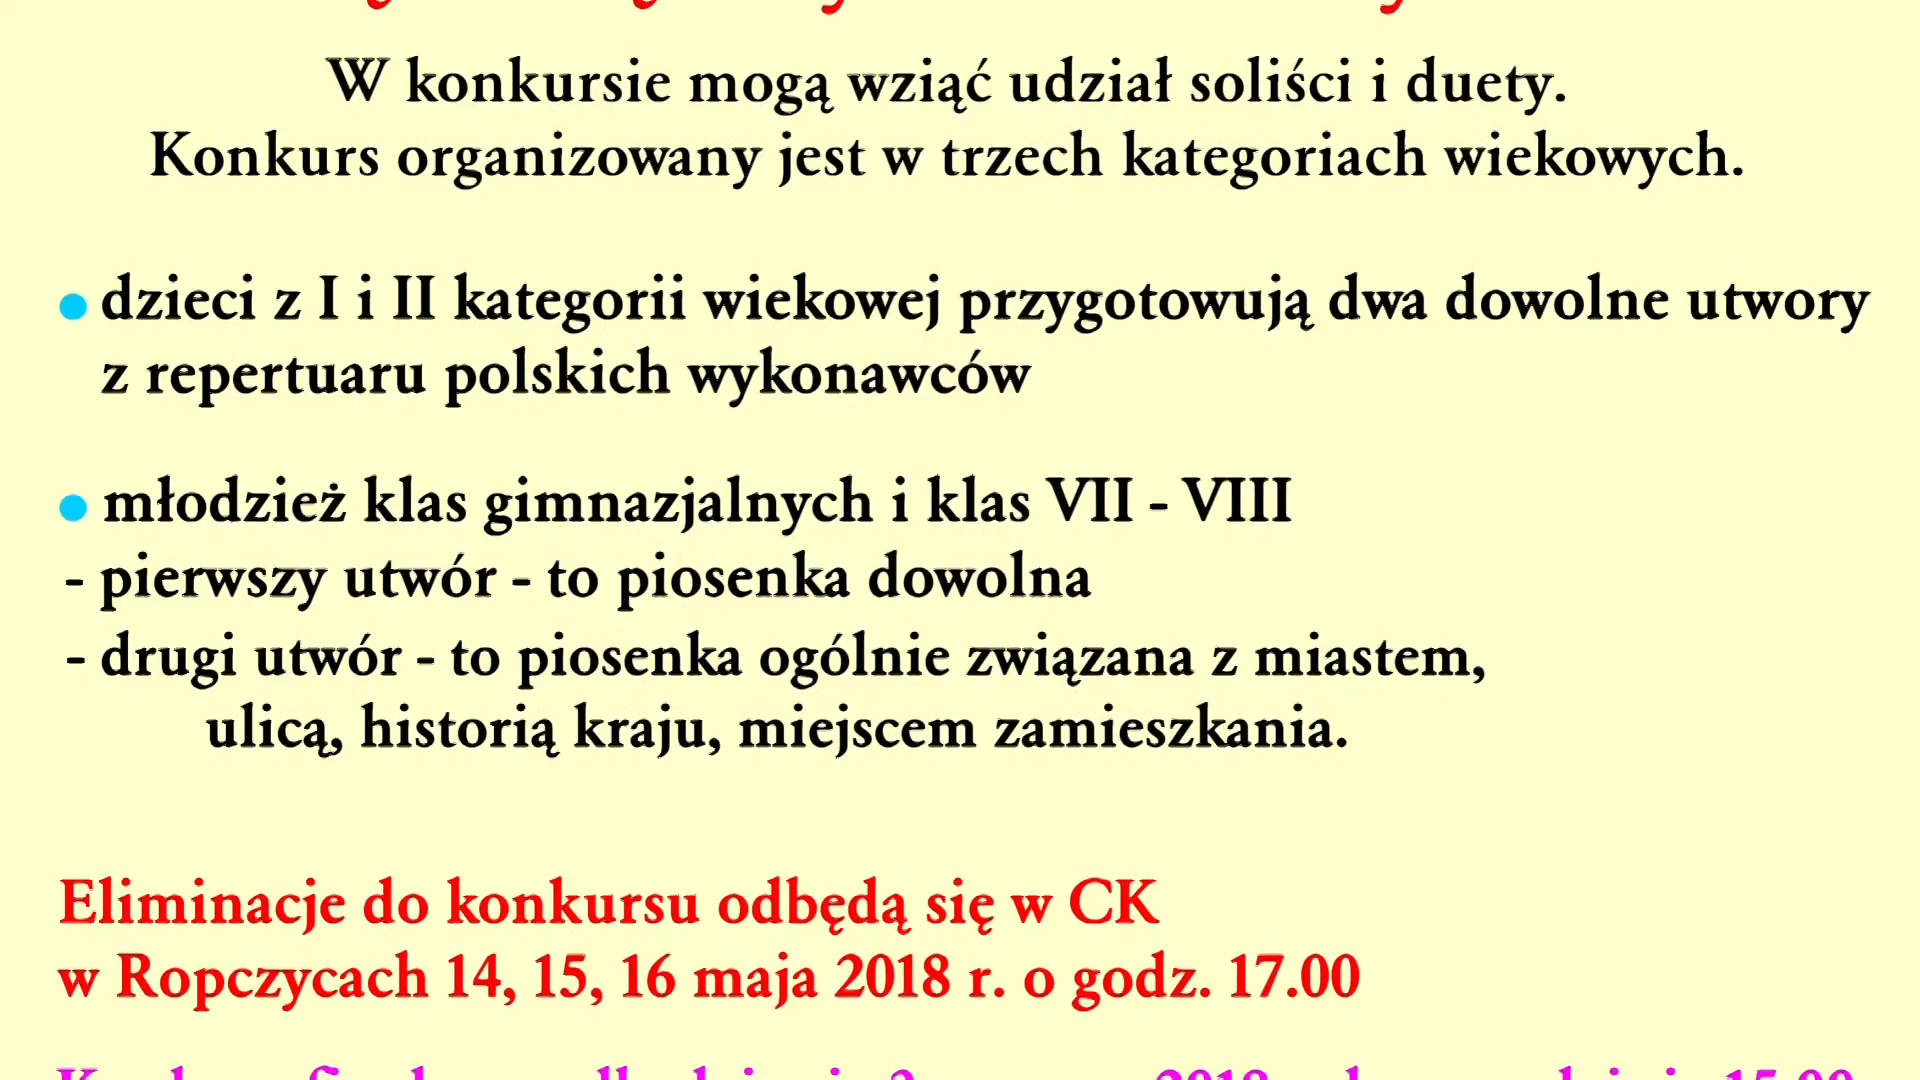 W konkursie mogą wziąć udział soliści i duety.
Konkurs organizowany jest w trzech kategoriach wiekowych.
• dzieci z I i II kategorii wiekowej przygotowują dwa dowolne utwory
z repertuaru polskich wykonawców
• młodzież klas gimnazjalnych i klas VII - VIII
- pierwszy utwór - to piosenka dowolna
- drugi utwór - to piosenka ogólnie związana z miastem,
ulicą, historią kraju, miejscem zamieszkania.
Eliminacje do konkursu odbędą się w CK
w Ropczycach 14, 15, 16 maja 2018 r. o godz. 17.00